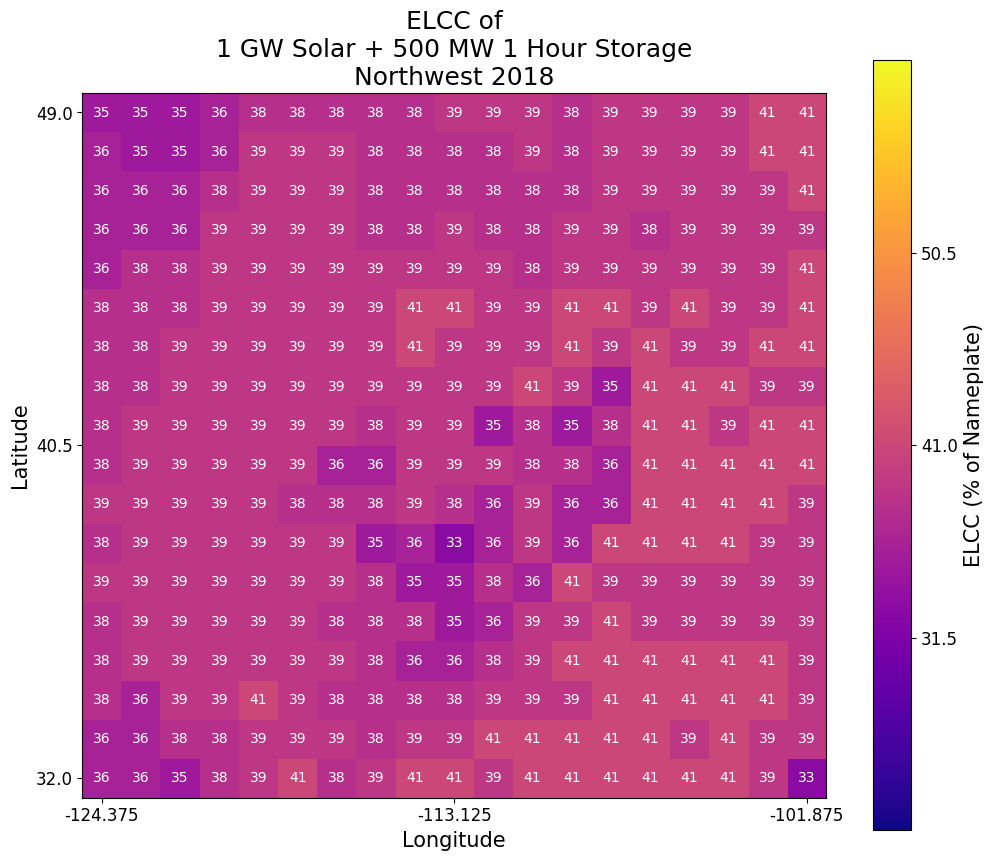 ELCC of
1 GW Solar + 500 MW 1 Hour Storage
Northwest 2018
49.0
35 35 35 36 38 38 38 38 38 39 39 39 38 39 39 39 39 41 41
36 35 35 36 39 39 39 38 38 38 38 39 38 39 39 39 39 41 41
36 36 36 38 39 39 39 38 38 38 38 38 38 39 39 39 39 39 41
36 36 36 39 39 39 39 38 38 39 38 38 39 39 38 39 39 39 39
36 38 38 39 39 39 39 39 39 39 39 38 39 39 39 39 39 39 41
38 38 38 39 39 39 39 39 41 41 39 39 41 41 39 41 39 39 41
38 38 39 39 39 39 39 39 41 39 39 39 41 39 41 39 39 41 41
38 38 39 39 39 39 39 39 39 39 39 41 39 35 41 41 41 39 39
38 39 39 39 39 39 39 38 39 39 35 38 35 38 41 41 39 41 41
38 39 39 39 39 39 36 36 39 39 39 38 38 36 41 41 41 41 41
39 39 39 39 39 38 38 38 39 38 36 39 36 36 41 41 41 41 39
38 39 39 39 39 39 39 35 36 33 36 39 36 41 41 41 41 39 39
39 39 39 39 39 39 39 38 35 35 38 36 41 39 39 39 39 39 39
38 39 39 39 39 39 38 38 38 35 36 39 39 41 39 39 39 39 39
38 39 39 39 39 39 39 38 36 36 38 39 41 41 41 41 41 41 39
38 36 39 39 41 39 38 38 38 38 39 39 39 41 41 41 41 41 39
36 36 38 38 39 39 39 38 39 39 41 41 41 41 41 39 41 39 39
36 36 35 38 39 41 38 39 41 41 39 41 41 41 41 41 41 39 33
40.5
32.0
Latitude
-124.375 -113.125 -101.875
Longitude
50.5
41.0
31.5
ELCC (% of Nameplate)